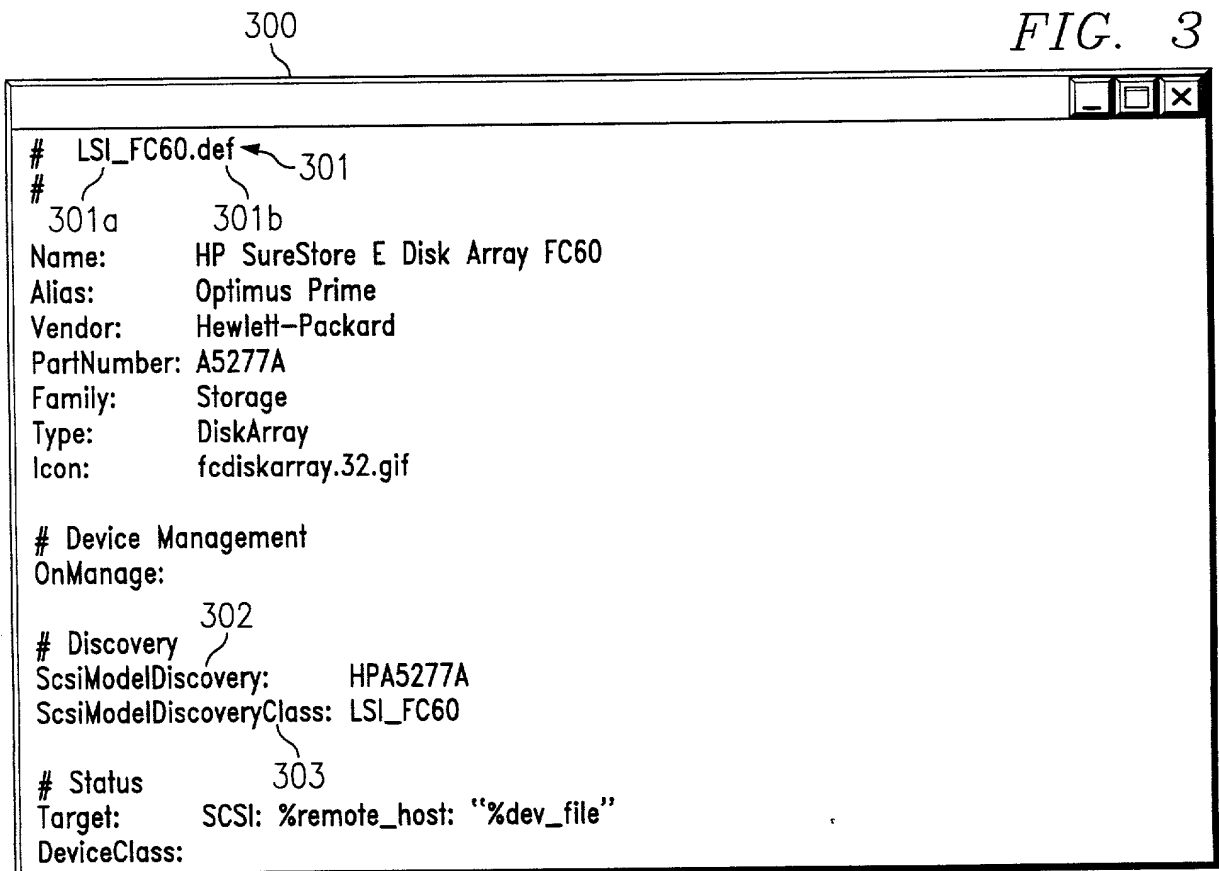 300
FIG. 3
# LSI_FC60.def 301
#
301a 301b
Name: HP SureStore E Disk Array FC60
Alias: Optimus Prime
Vendor: Hewlett-Packard
PartNumber: A5277A
Family: Storage
Type: DiskArray
Icon: fcdiskarray.32.gif
# Device Management
OnManage:
302
# Discovery
ScsiModelDiscovery: HPA5277A
ScsiModelDiscoveryClass: LSI_FC60
303
# Status
Target: SCSI: %remote_host: “%dev_file”
DeviceClass: